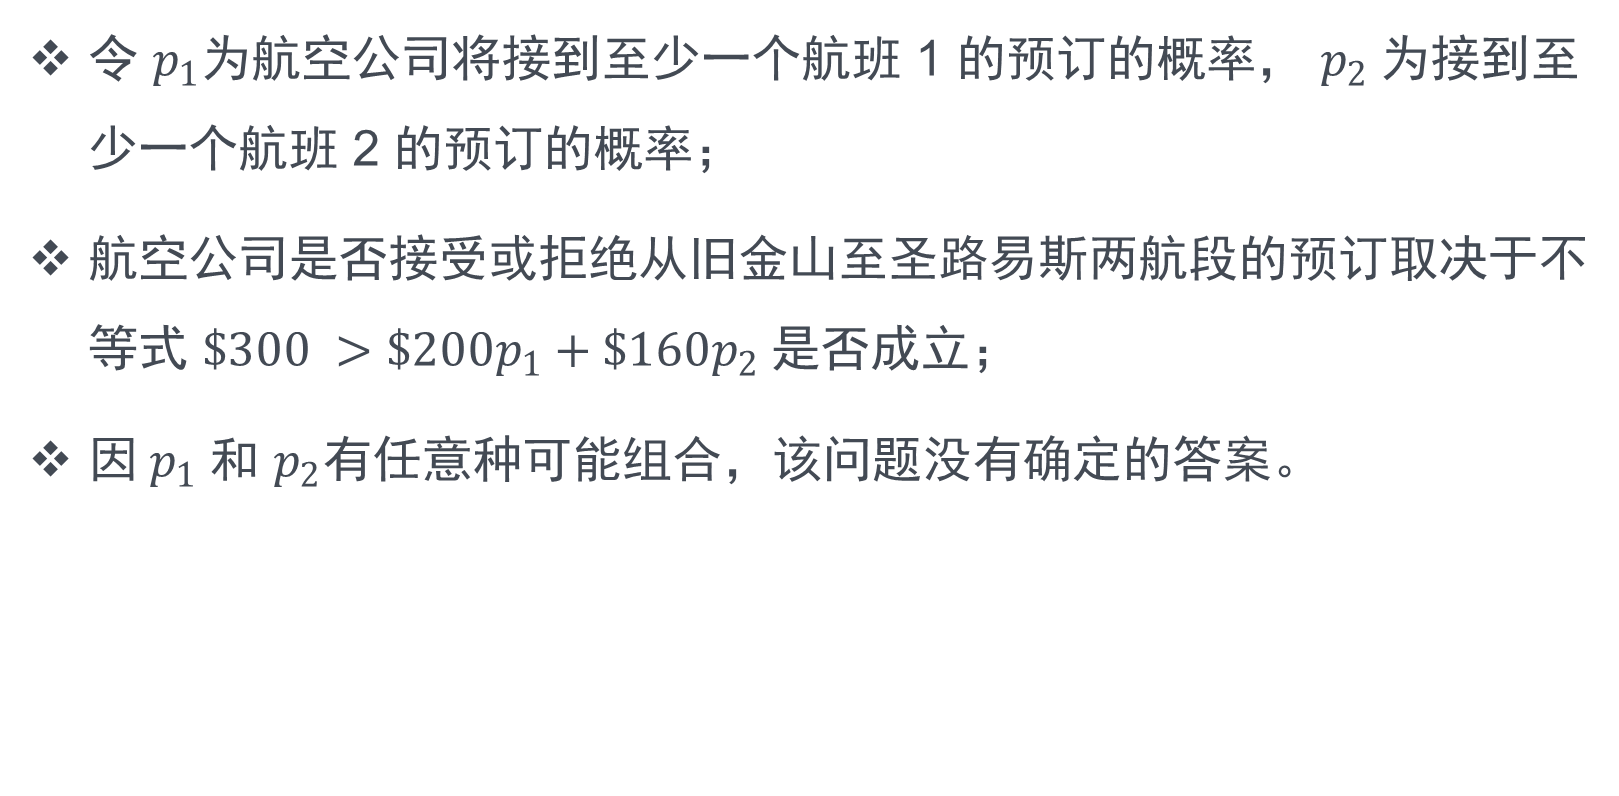 ❖ 令 p₁为航空公司将接到至少一个航班 1 的预订的概率， p₂ 为接到至
少一个航班 2 的预订的概率；
❖ 航空公司是否接受或拒绝从旧金山至圣路易斯两航段的预订取决于不
等式 $300 > $200p₁ + $160p₂ 是否成立；
❖ 因 p₁ 和 p₂有任意种可能组合，该问题没有确定的答案。